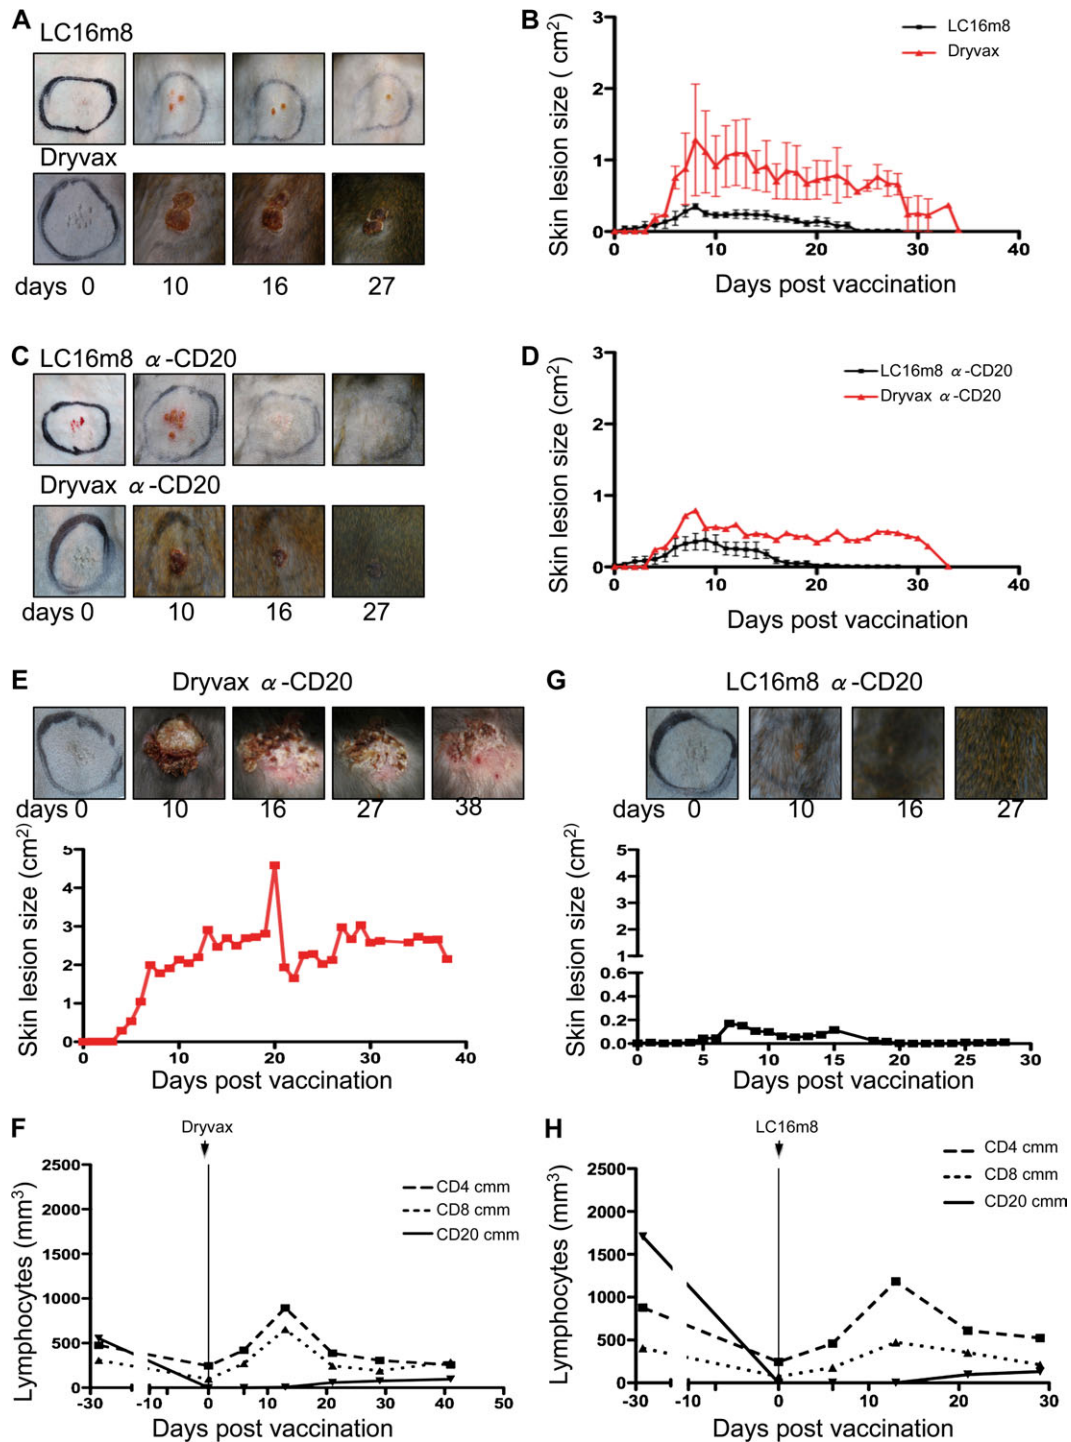 A
LC16m8
Dryvax
days 0 10 16 27
B
Skin lesion size ( cm2)
3
2
1
0
LC16m8
Dryvax
0 10 20 30 40
Days post vaccination
C
LC16m8 α-CD20
Dryvax α-CD20
days 0 10 16 27
D
Skin lesion size (cm2)
3
2
1
0
LC16m8 α-CD20
Dryvax α-CD20
0 10 20 30 40
Days post vaccination
E
Dryvax α-CD20
days 0 10 16 27 38
Skin lesion size (cm2)
5
4
3
2
1
0
0 10 20 30 40
Days post vaccination
G
LC16m8 α-CD20
days 0 10 16 27
Skin lesion size (cm2)
5
4
3
2
1
0.6
0.4
0.2
0.0
0 5 10 15 20 25 30
Days post vaccination
F
Dryvax
Lymphocytes (mm3)
2500
2000
1500
1000
500
0
CD4 cmm
CD8 cmm
CD20 cmm
-30 -10 0 10 20 30 40 50
Days post vaccination
H
LC16m8
Lymphocytes (mm3)
2500
2000
1500
1000
500
0
CD4 cmm
CD8 cmm
CD20 cmm
-30 -10 0 10 20 30
Days post vaccination